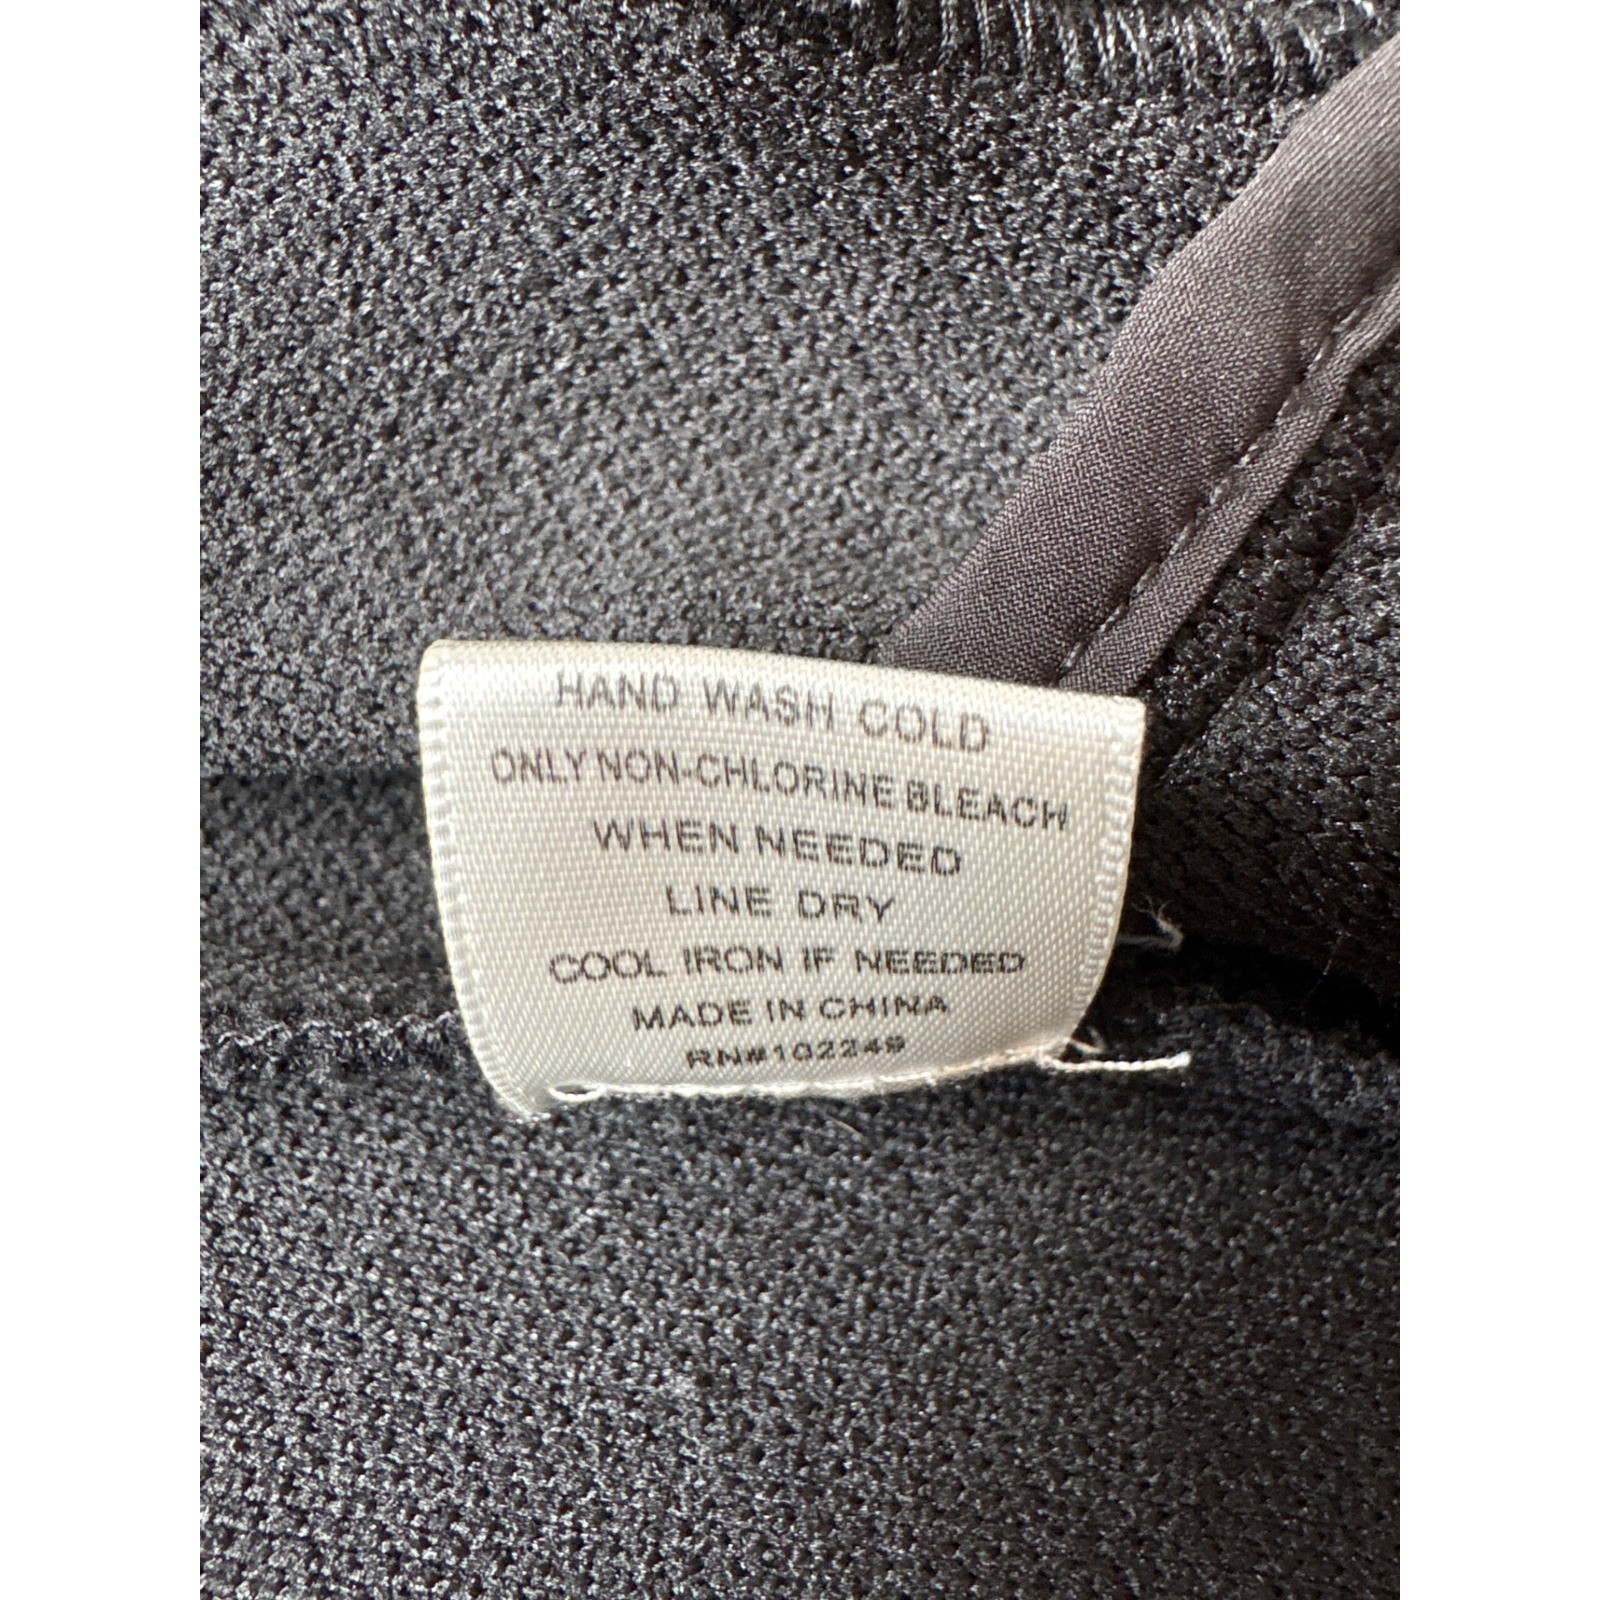 HAND WASH COLD
ONLY NON-CHLORINE BLEACH
WHEN NEEDED
LINE DRY
COOL IRON IF NEEDED
MADE IN CHINA
RN#102249